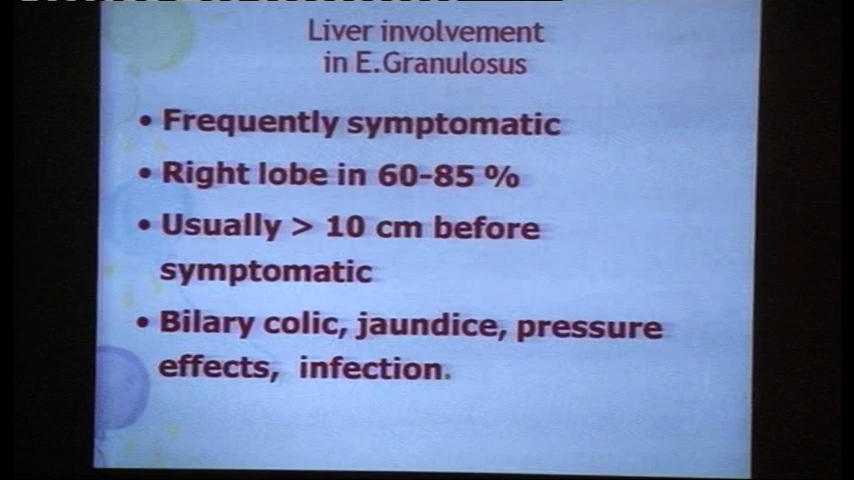 Liver involvement
in E.Granulosus
• Frequently symptomatic
• Right lobe in 60-85 %
• Usually > 10 cm before
symptomatic
• Bilary colic, jaundice, pressure
effects, infection.